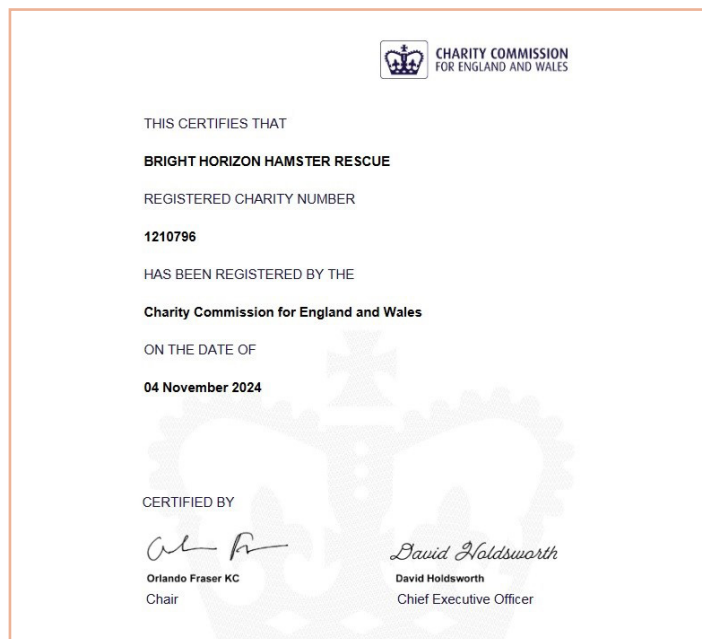 CHARITY COMMISSION
FOR ENGLAND AND WALES
THIS CERTIFIES THAT
BRIGHT HORIZON HAMSTER RESCUE
REGISTERED CHARITY NUMBER
1210796
HAS BEEN REGISTERED BY THE
Charity Commission for England and Wales
ON THE DATE OF
04 November 2024
CERTIFIED BY
David Holdsworth
Orlando Fraser KC
David Holdsworth
Chair
Chief Executive Officer